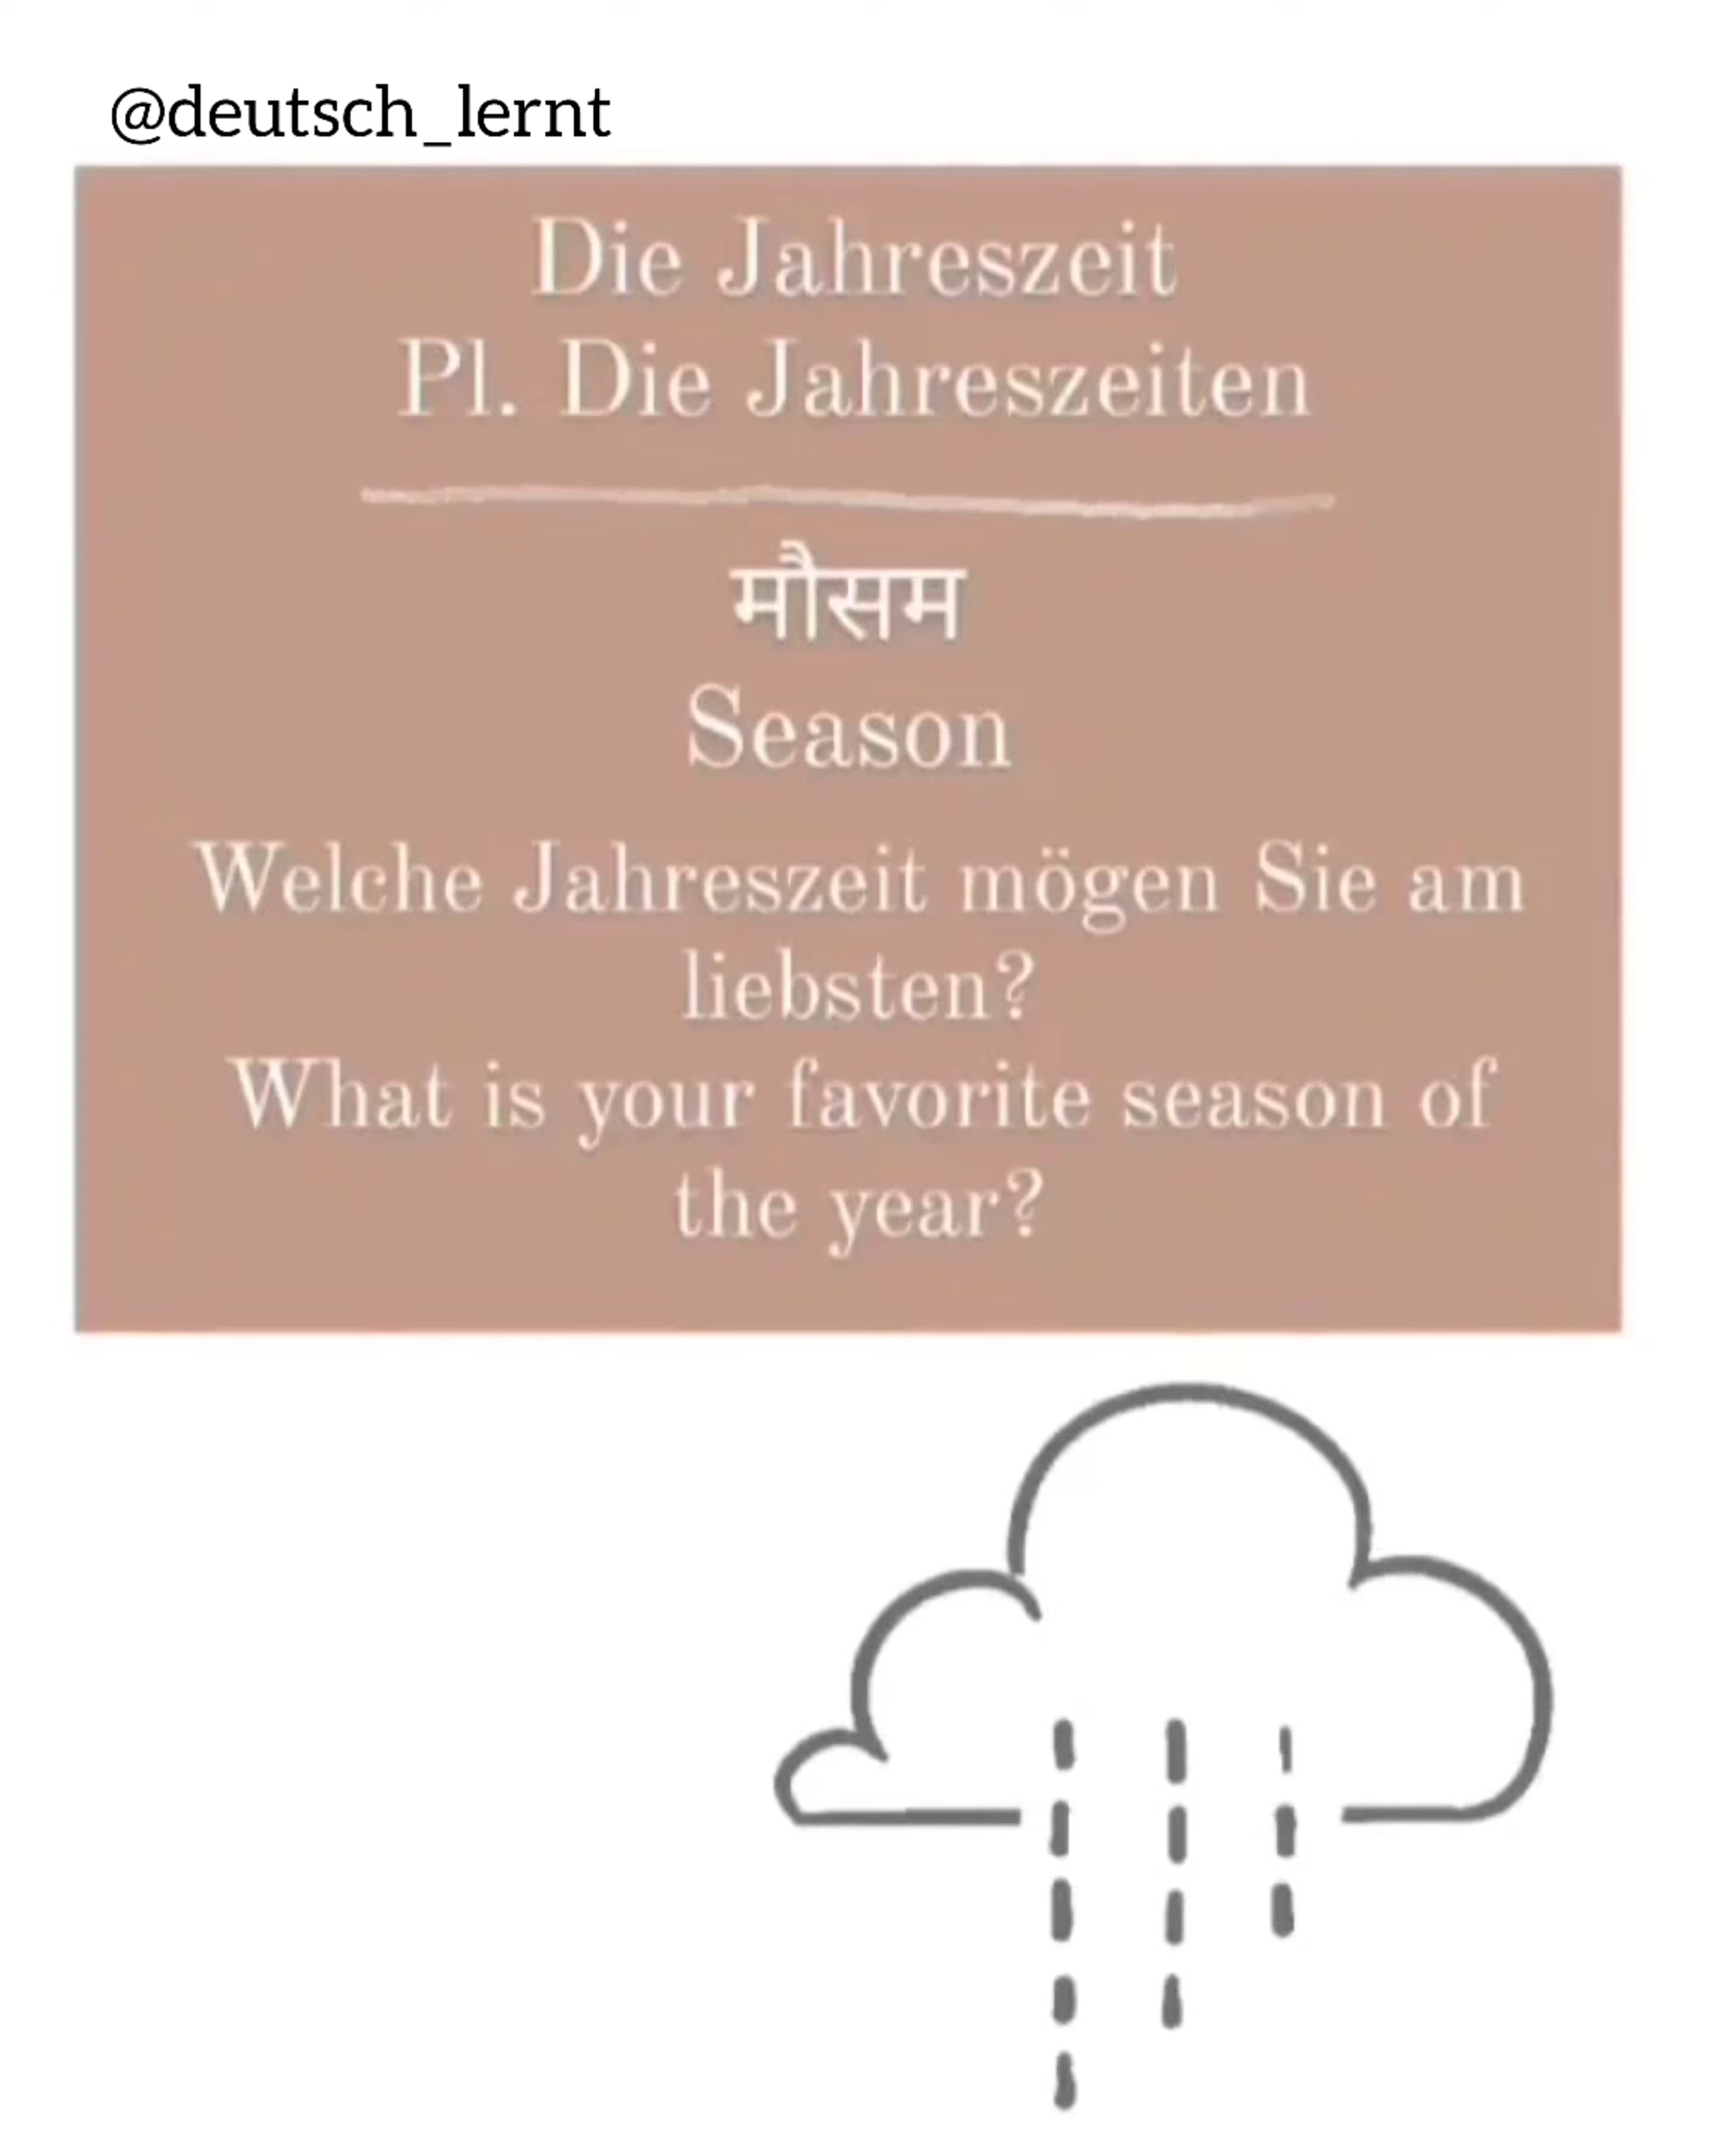 @deutsch_lernt
Die Jahreszeit
Pl. Die Jahreszeiten
मौसम
Season
Welche Jahreszeit mögen Sie am
liebsten?
What is your favorite season of
the year?